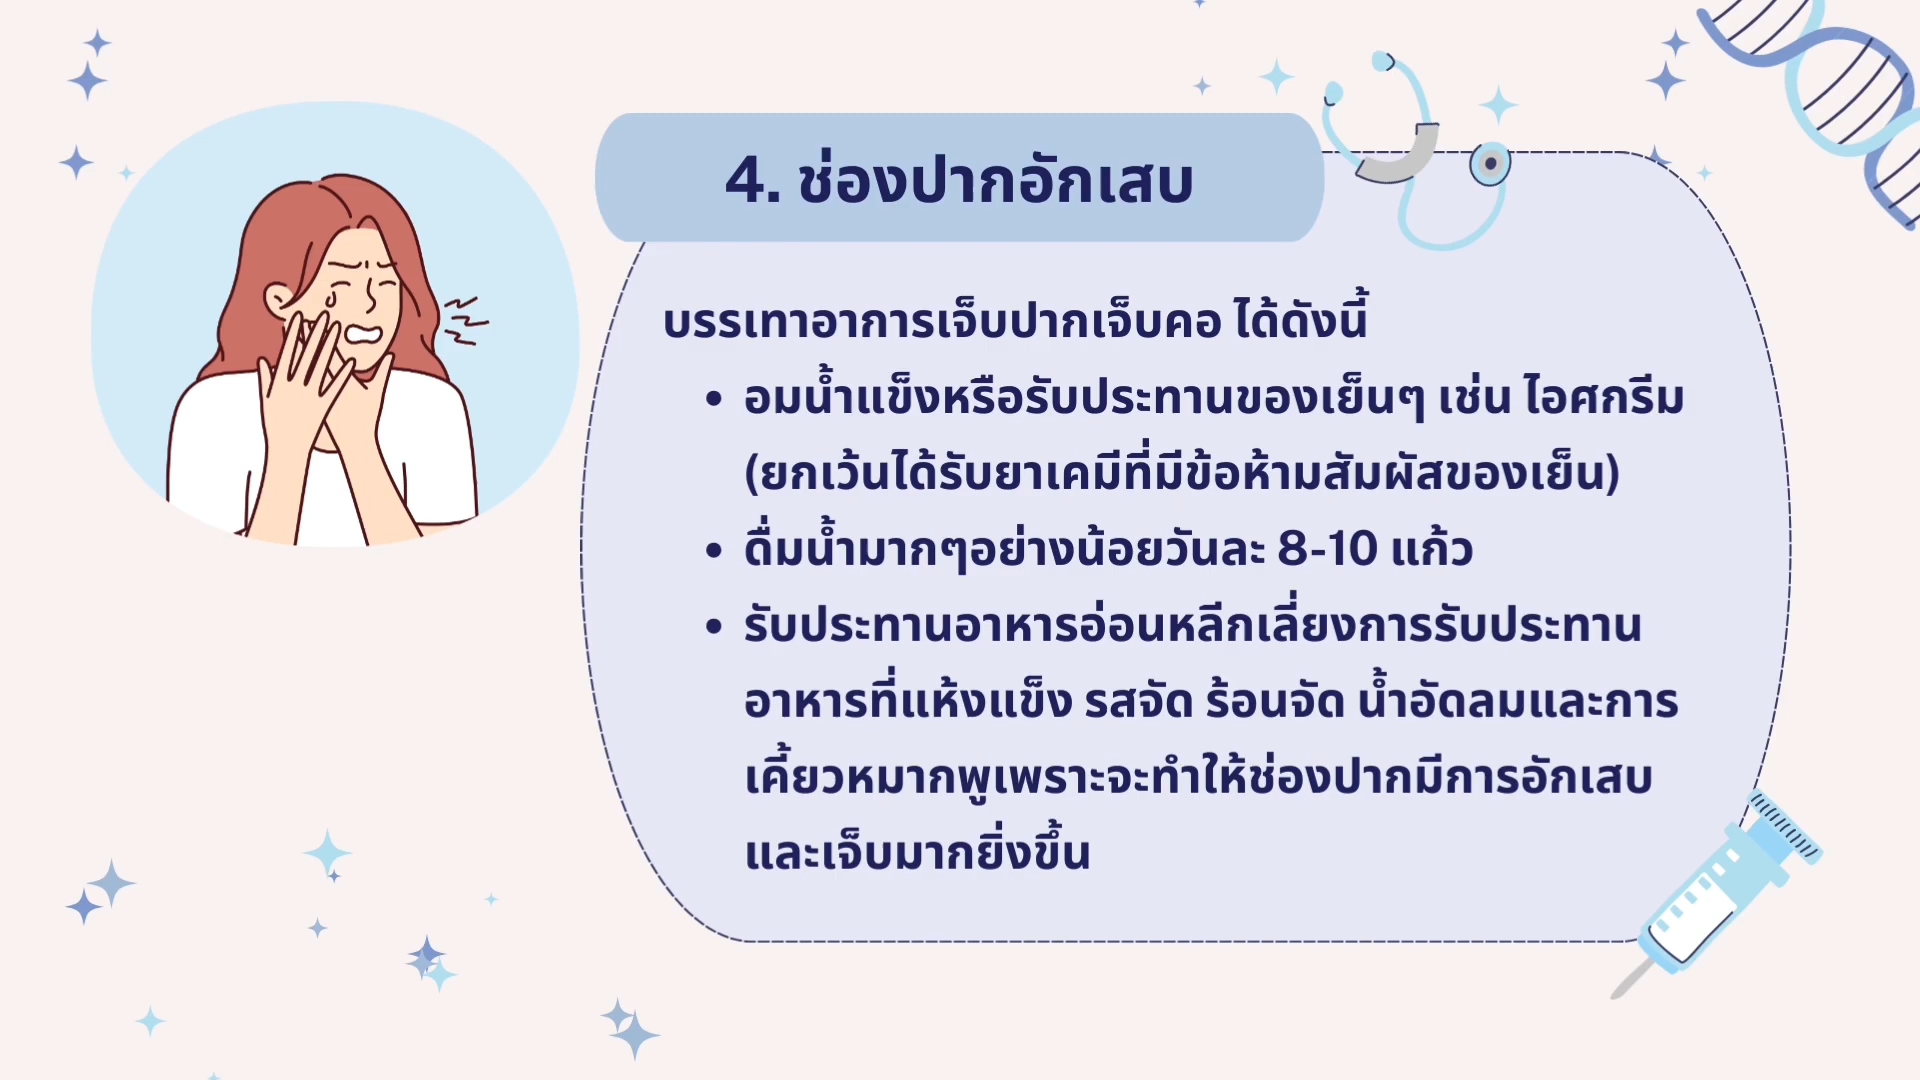 4. ช่องปากอักเสบ
บรรเทาอาการเจ็บปากเจ็บคอ ได้ดังนี้
• อมน้ำแข็งหรือรับประทานของเย็นๆ เช่น ไอศกรีม
(ยกเว้นได้รับยาเคมีที่มีข้อห้ามสัมผัสของเย็น)
• ดื่มน้ำมากๆอย่างน้อยวันละ 8-10 แก้ว
• รับประทานอาหารอ่อนหลีกเลี่ยงการรับประทาน
อาหารที่แห้งแข็ง รสจัด ร้อนจัด น้ำอัดลมและการ
เคี้ยวหมากพูเพราะจะทำให้ช่องปากมีการอักเสบ
และเจ็บมากยิ่งขึ้น